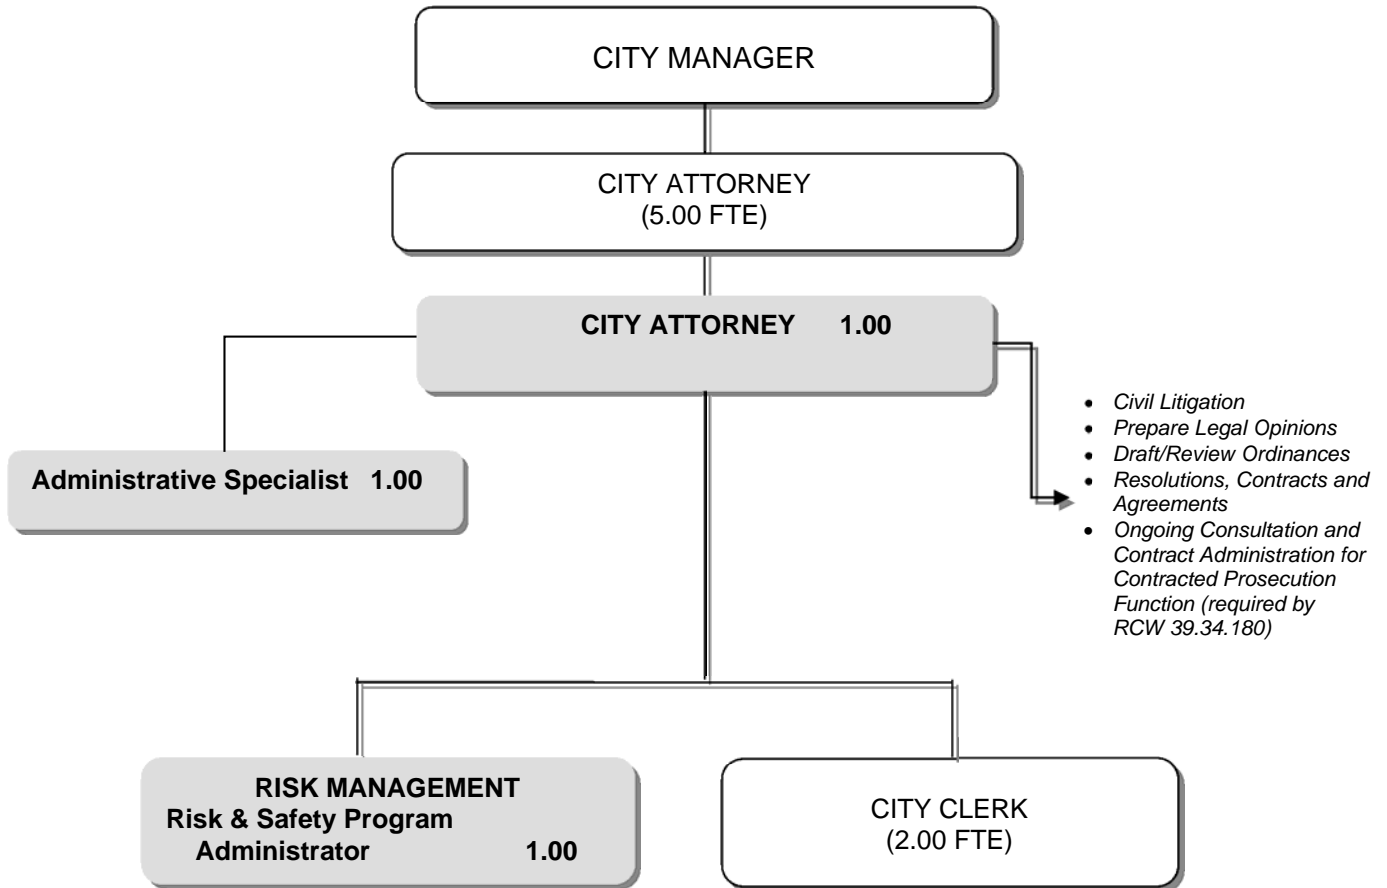 CITY MANAGER
CITY ATTORNEY
(5.00 FTE)
CITY ATTORNEY 1.00
Administrative Specialist 1.00
• Civil Litigation
• Prepare Legal Opinions
• Draft/Review Ordinances
• Resolutions, Contracts and
Agreements
• Ongoing Consultation and
Contract Administration for
Contracted Prosecution
Function (required by
RCW 39.34.180)
RISK MANAGEMENT
Risk & Safety Program
Administrator 1.00
CITY CLERK
(2.00 FTE)